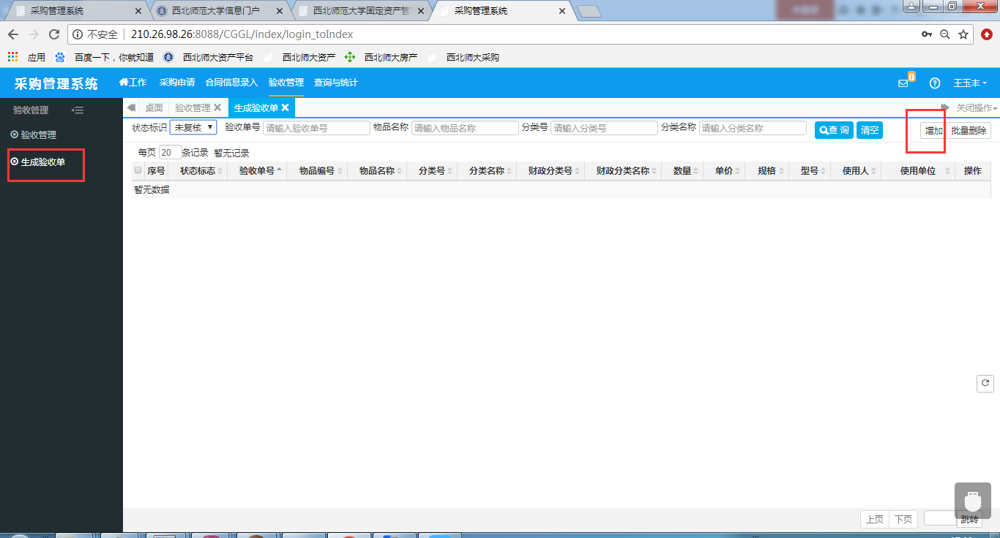 采购管理系统 西北师范大学信息门户 西北师范大学固定资产管 采购管理系统
不安全 210.26.98.26:8088/CGGL/index/login_toIndex
应用 百度一下，你就知道 西北师大资产平台 西北师大资产 西北师大房产 西北师大采购
采购管理系统 工作 采购申请 合同信息录入 验收管理 查询与统计 0 王玉丰
验收管理 桌面 验收管理 生成验收单 关闭操作
状态标识 未复核 验收单号 请输入验收单号 物品名称 请输入物品名称 分类号 请输入分类号 分类名称 请输入分类名称 查 询 清空 增加 批量删除
验收管理
生成验收单
每页 20 条记录 暂无记录
序号 状态标志 验收单号 物品编号 物品名称 分类号 分类名称 财政分类号 财政分类名称 数量 单价 规格 型号 使用人 使用单位 操作
暂无数据
上页 下页 跳转